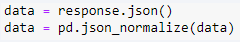 data = response.json()
data = pd.json_normalize(data)